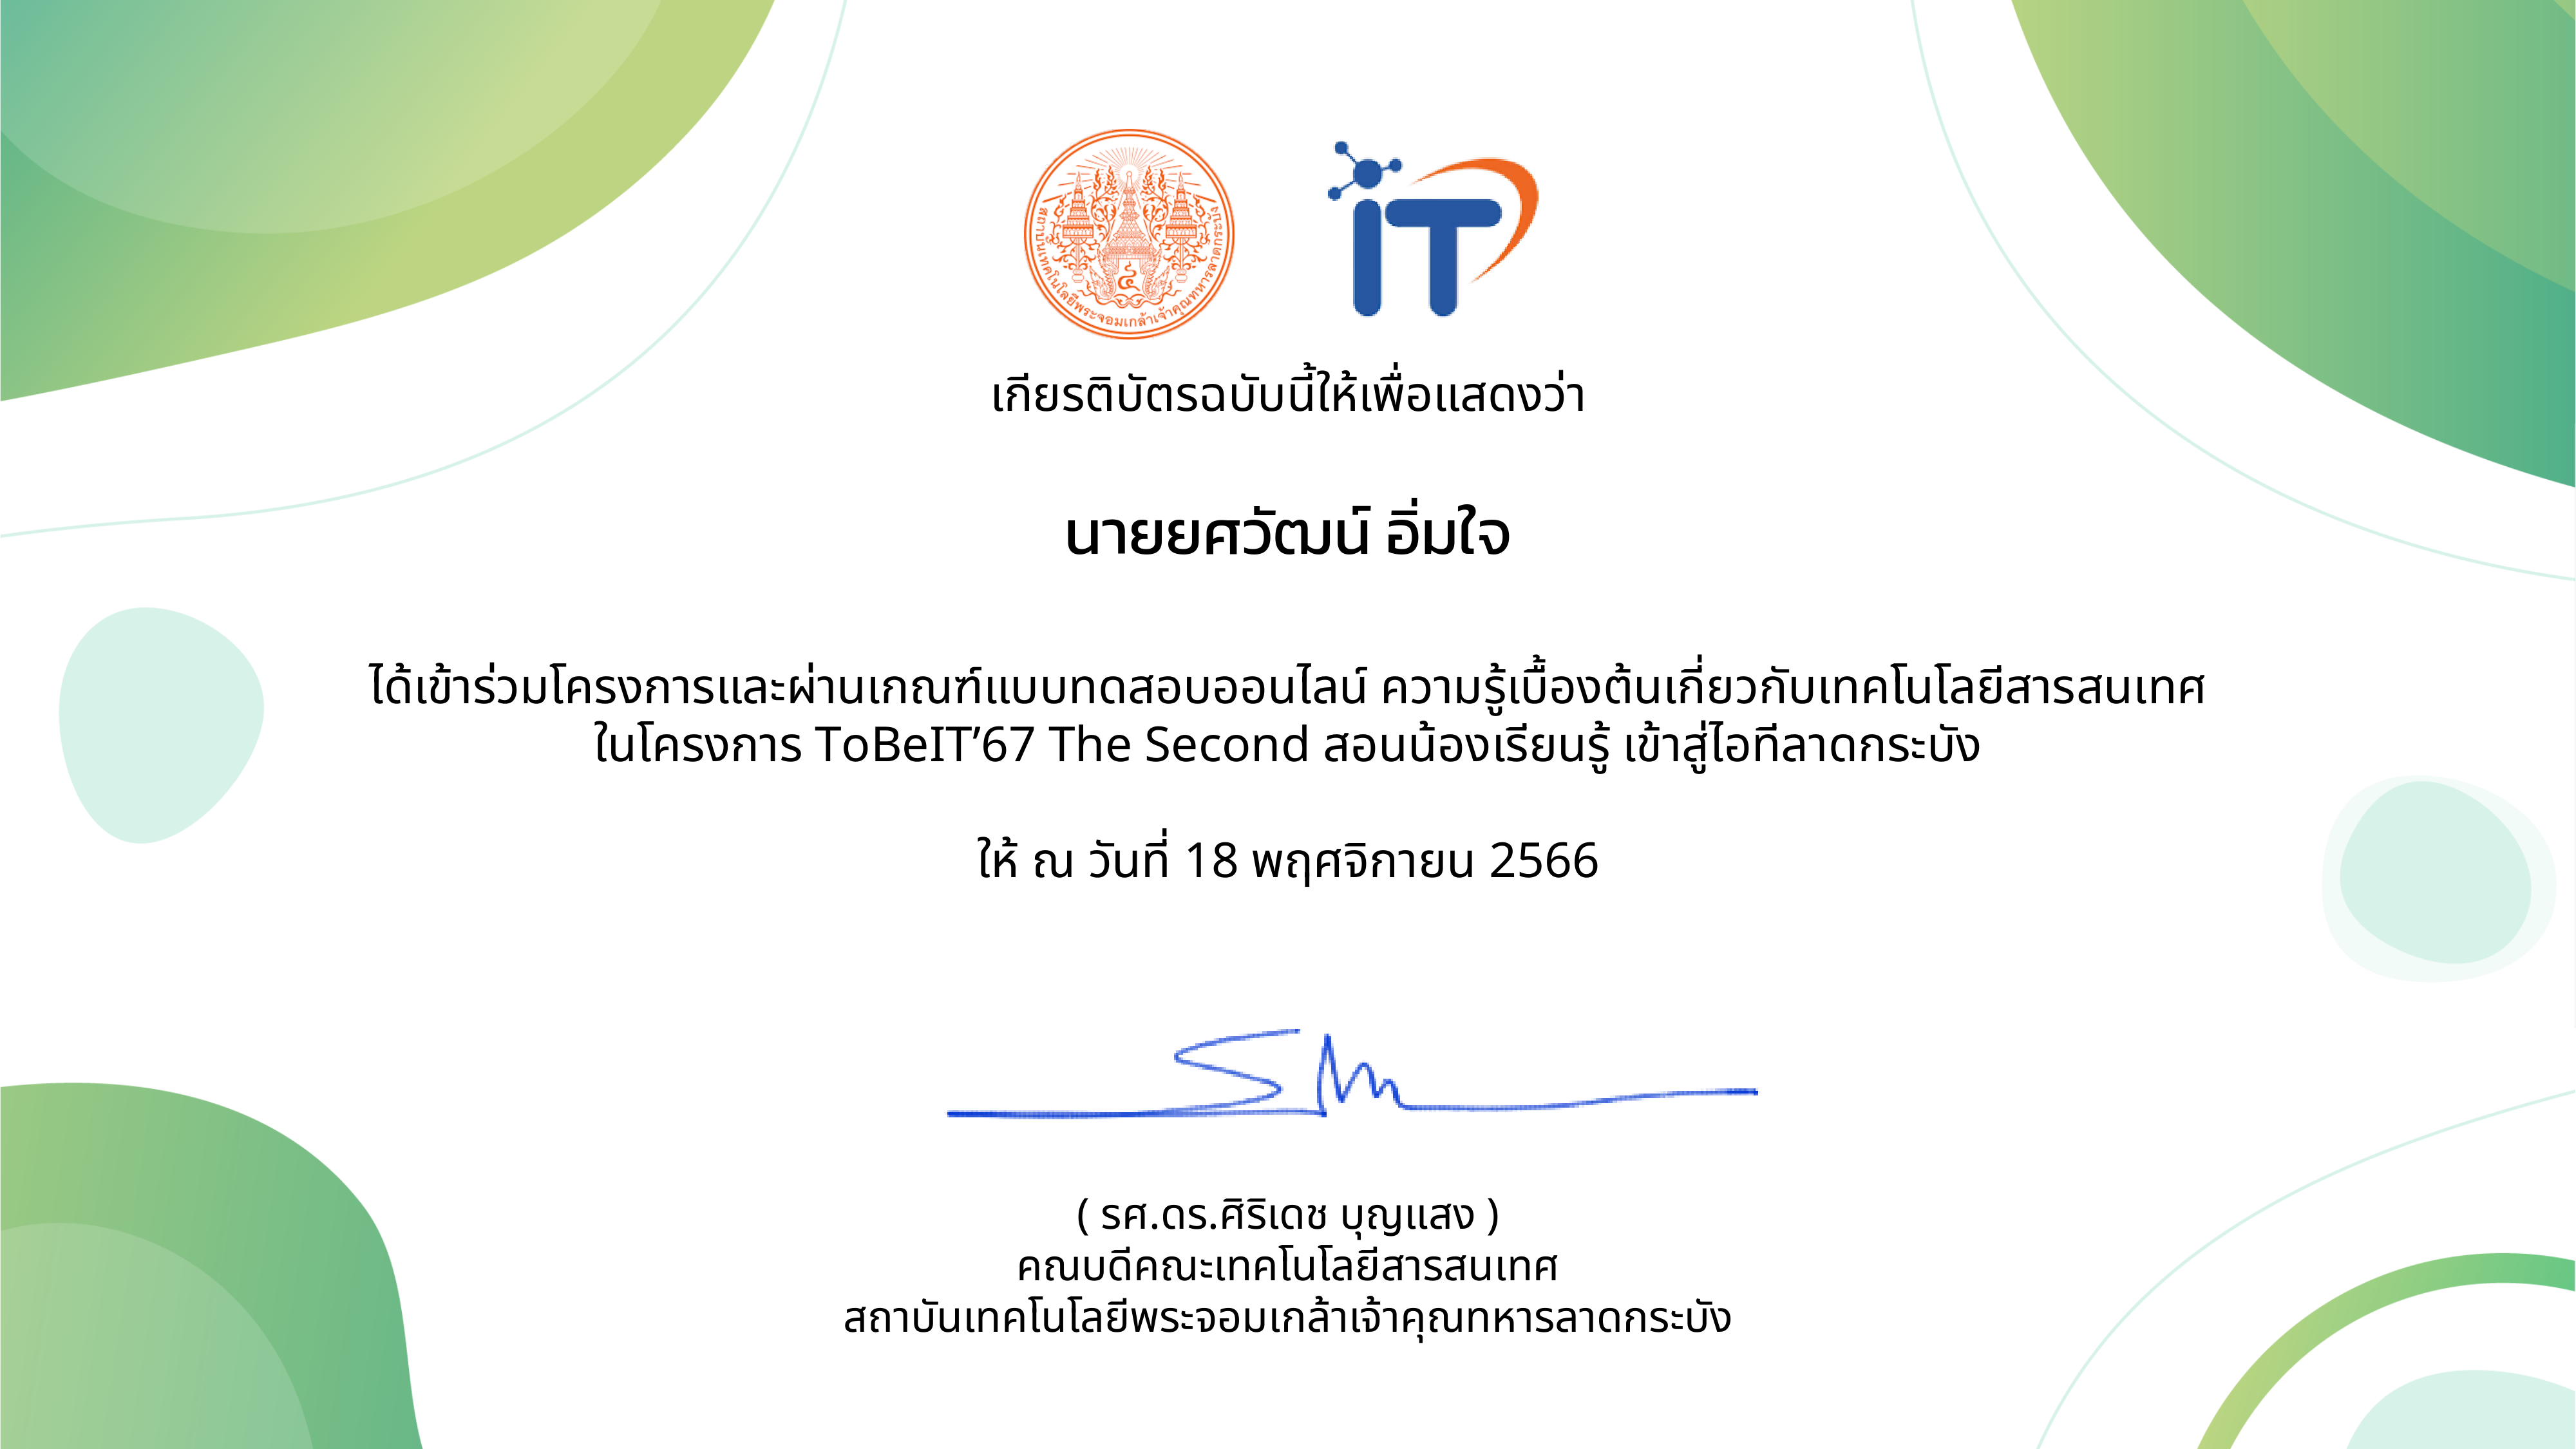 สถาบันเทคโนโลยีพระจอมเกล้าเจ้าคุณทหารลาดกระบัง
iT
เกียรติบัตรฉบับนี้ให้เพื่อแสดงว่า
นายยศวัฒน์ อิ่มใจ
ได้เข้าร่วมโครงการและผ่านเกณฑ์แบบทดสอบออนไลน์ ความรู้เบื้องต้นเกี่ยวกับเทคโนโลยีสารสนเทศ
ในโครงการ ToBeIT’67 The Second สอนน้องเรียนรู้ เข้าสู่ไอทีลาดกระบัง
ให้ ณ วันที่ 18 พฤศจิกายน 2566
( รศ.ดร.ศิริเดช บุญแสง )
คณบดีคณะเทคโนโลยีสารสนเทศ
สถาบันเทคโนโลยีพระจอมเกล้าเจ้าคุณทหารลาดกระบัง